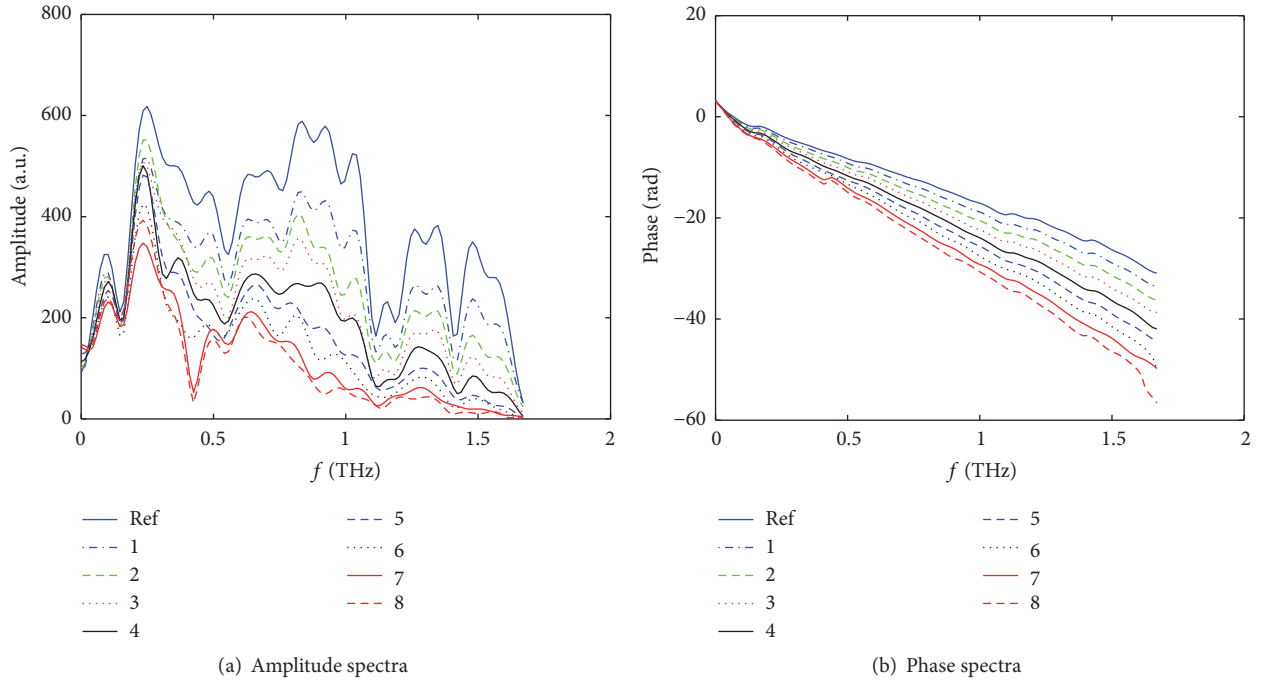 800
600
400
200
0
Amplitude (a.u.)
0 0.5 1 1.5 2
f (THz)
Ref
1
2
3
4
5
6
7
8
(a) Amplitude spectra
20
0
−20
−40
−60
Phase (rad)
0 0.5 1 1.5 2
f (THz)
Ref
1
2
3
4
5
6
7
8
(b) Phase spectra